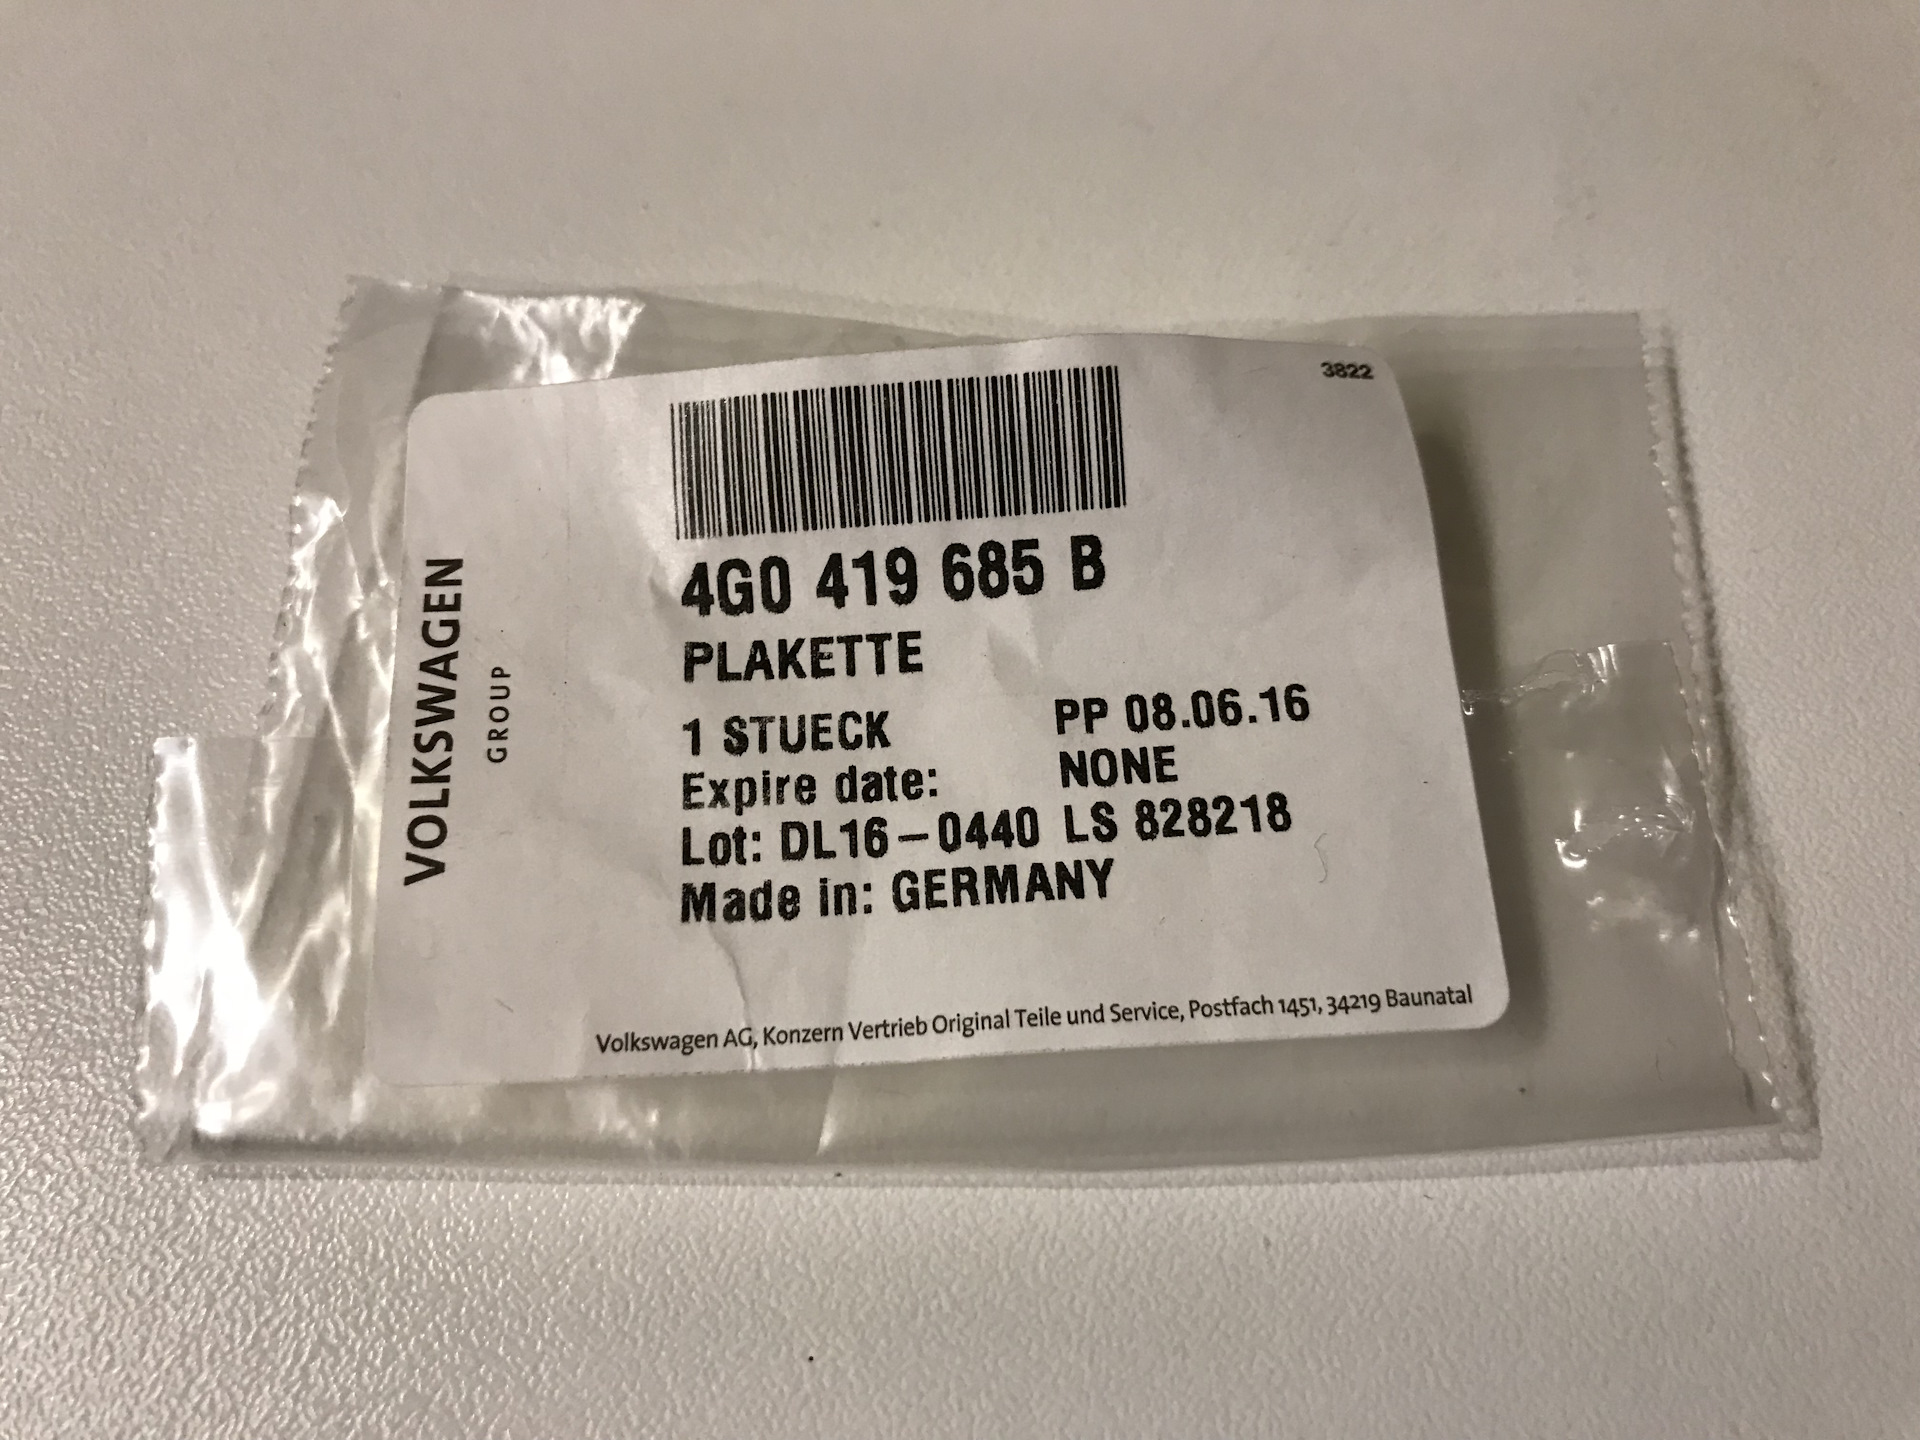 3822
VOLKSWAGEN
GROUP
4G0 419 685 B
PLAKETTE
1 STUECK PP 08.06.16
Expire date: NONE
Lot: DL16-0440 LS 828218
Made in: GERMANY
Volkswagen AG, Konzern Vertrieb Original Teile und Service, Postfach 1451, 34219 Baunatal